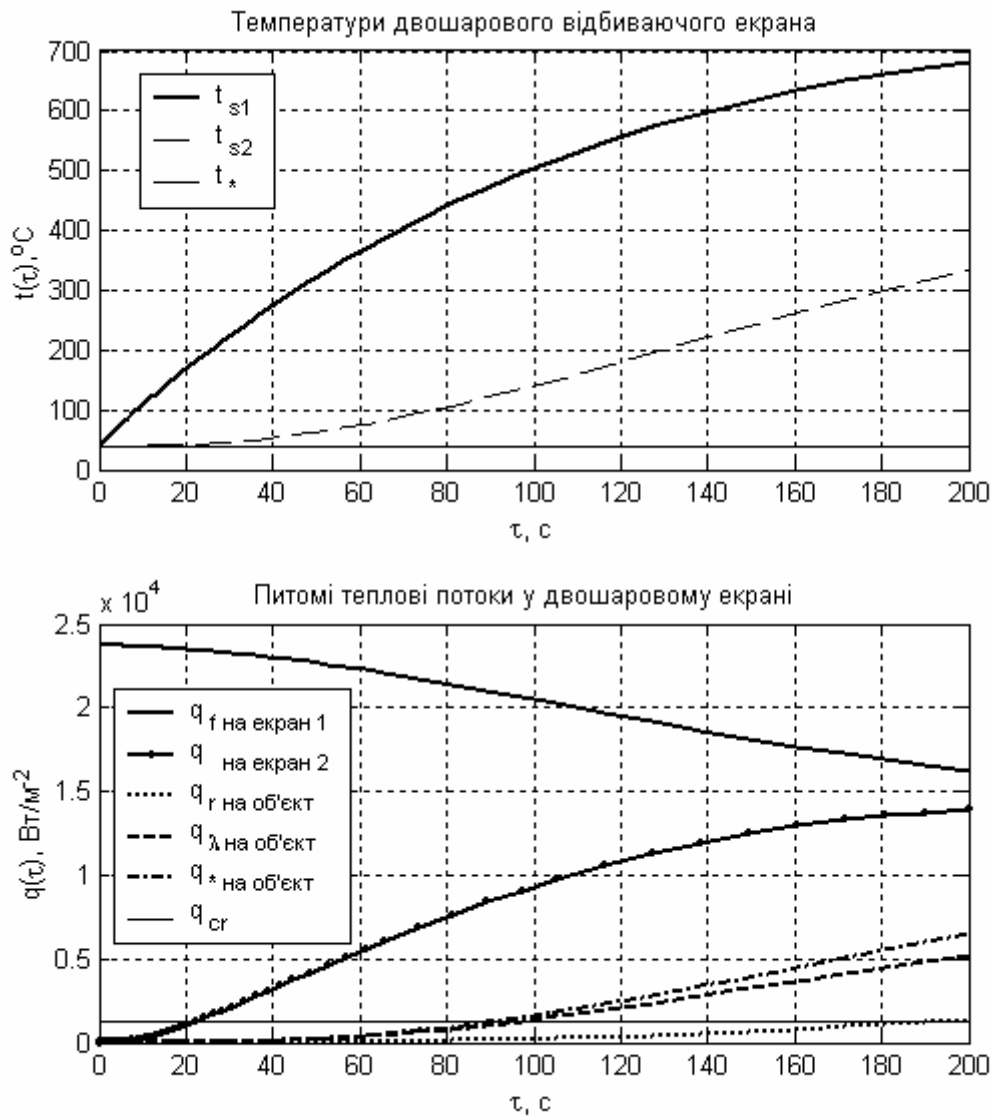 Температури двошарового відбиваючого екрана
700
600
500
400
300
200
100
0
t(τ),°C
t s1
t s2
t *
0 20 40 60 80 100 120 140 160 180 200
τ, c
x 10^4
Питомі теплові потоки у двошаровому екрані
2.5
2
1.5
1
0.5
0
q(τ), Вт/м^-2
q f на екран 1
q на екран 2
q r на об'єкт
q λ на об'єкт
q * на об'єкт
q cr
0 20 40 60 80 100 120 140 160 180 200
τ, c